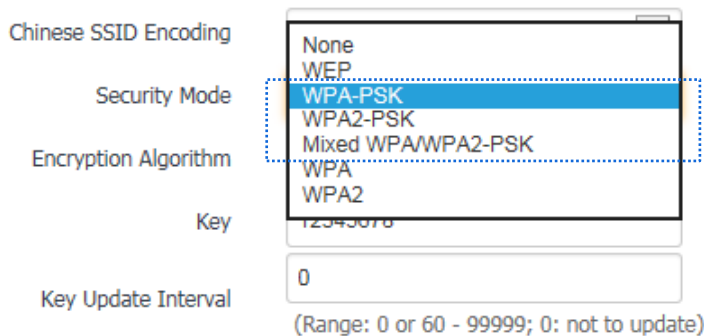 Chinese SSID Encoding
None
WEP
Security Mode
WPA-PSK
WPA2-PSK
Mixed WPA/WPA2-PSK
Encryption Algorithm
WPA
WPA2
Key
12345678
Key Update Interval
0
(Range: 0 or 60 - 99999; 0: not to update)